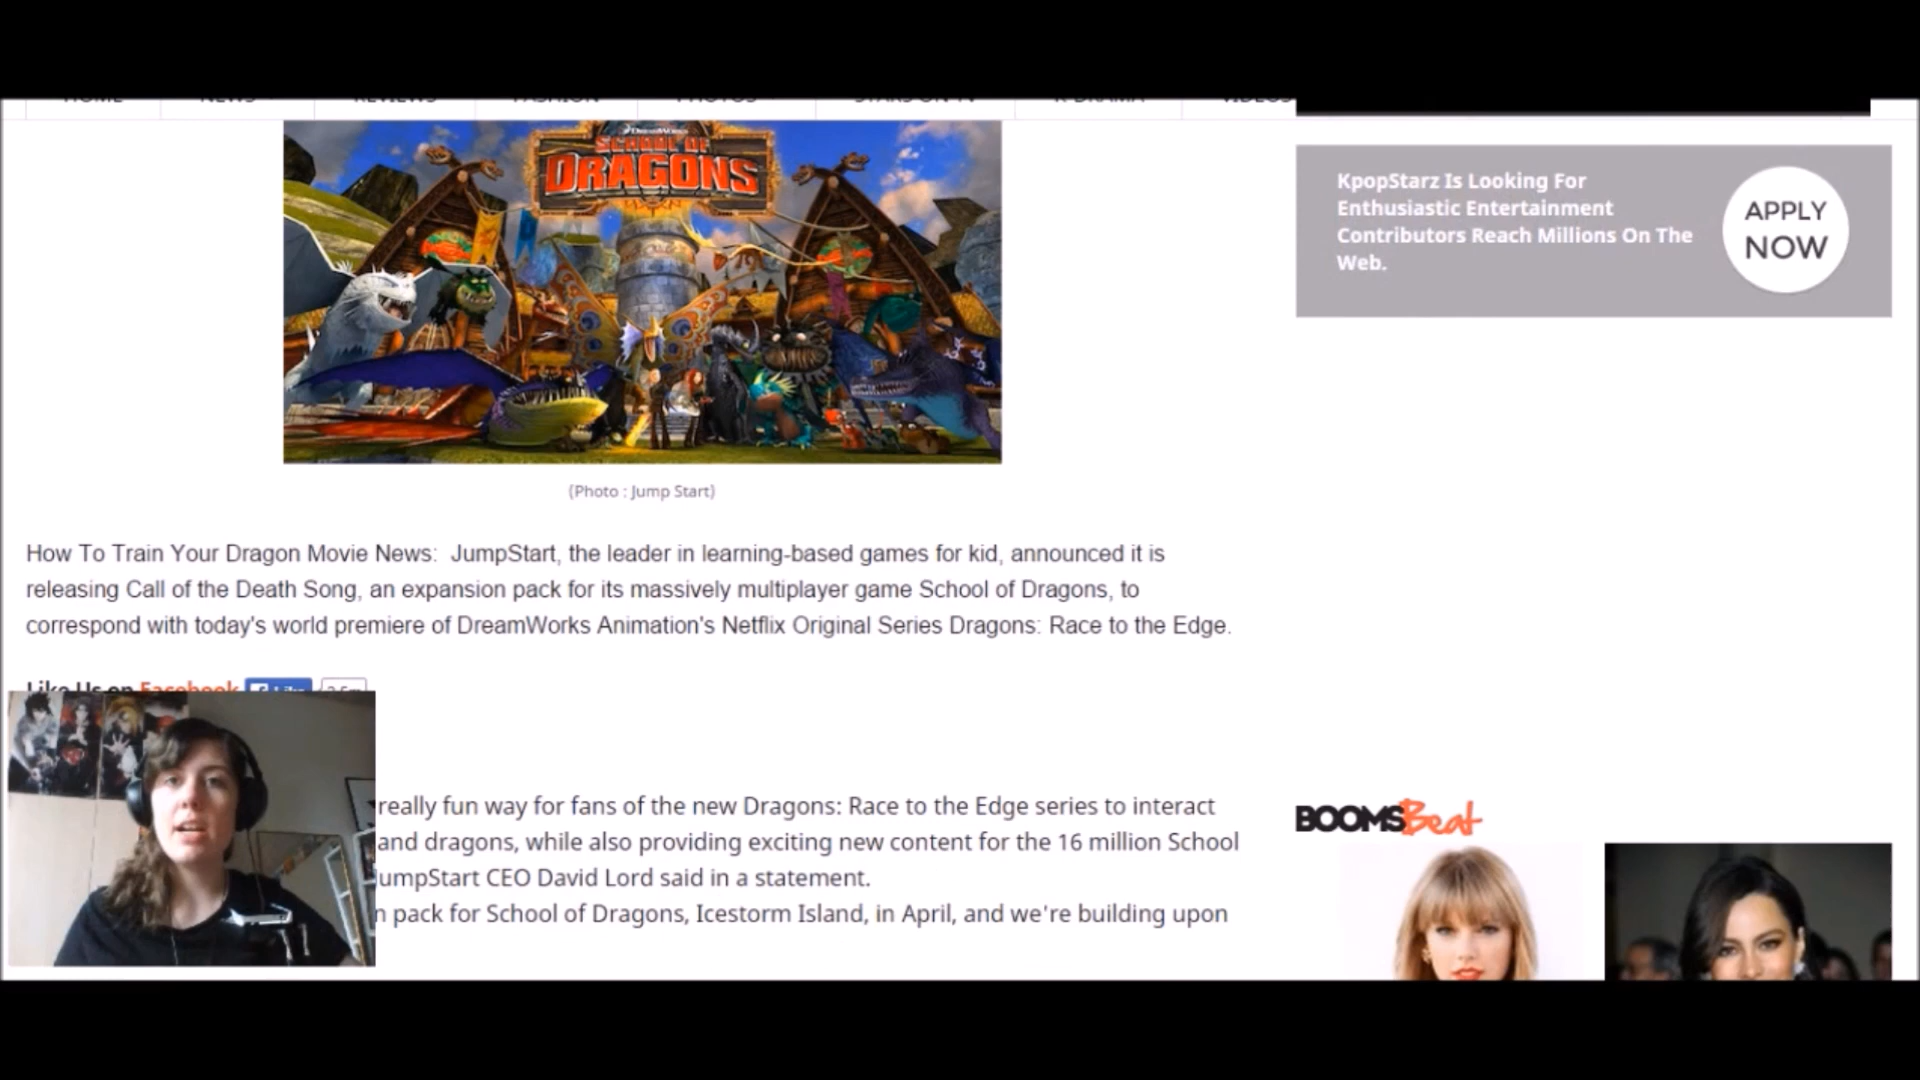 HOME NEWS REVIEWS FASHION PHOTOS STARS ON TV K-DRAMA VIDEOS
DreamWorks
SCHOOL OF
DRAGONS
KpopStarz Is Looking For
Enthusiastic Entertainment
Contributors Reach Millions On The
Web.
APPLY
NOW
(Photo : Jump Start)
How To Train Your Dragon Movie News:  JumpStart, the leader in learning-based games for kid, announced it is
releasing Call of the Death Song, an expansion pack for its massively multiplayer game School of Dragons, to
correspond with today's world premiere of DreamWorks Animation's Netflix Original Series Dragons: Race to the Edge.
Like Us on Facebook Like
really fun way for fans of the new Dragons: Race to the Edge series to interact
and dragons, while also providing exciting new content for the 16 million School
umpStart CEO David Lord said in a statement.
n pack for School of Dragons, Icestorm Island, in April, and we're building upon
BOOMSBeat